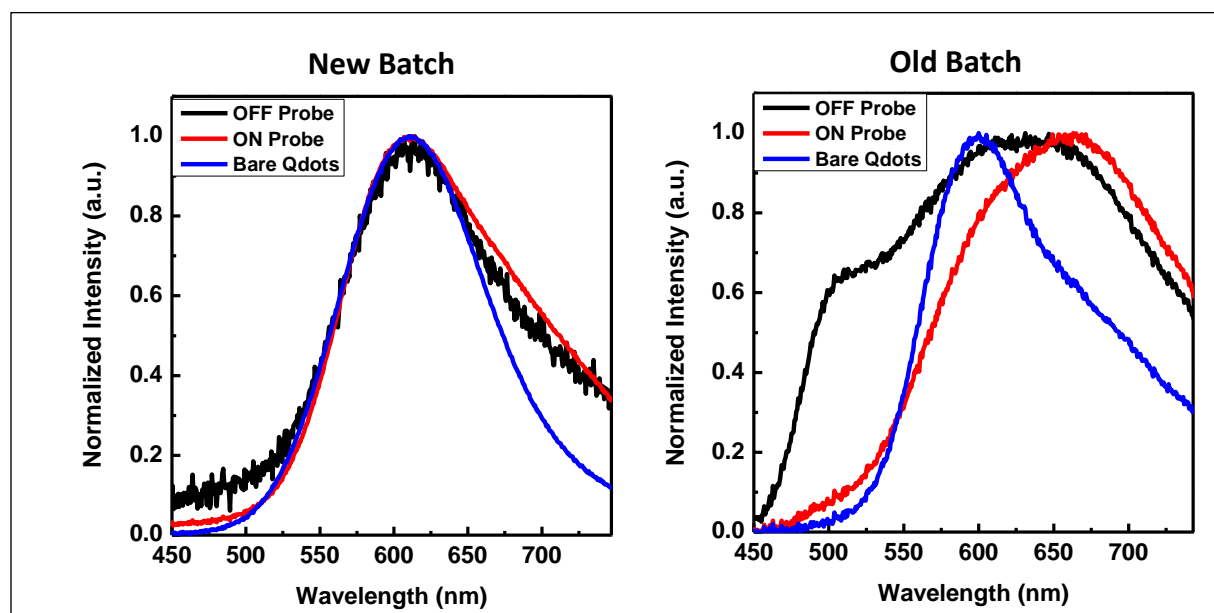 New Batch
OFF Probe
ON Probe
Bare Qdots
1.0
0.8
0.6
0.4
0.2
0.0
Normalized Intensity (a.u.)
450 500 550 600 650 700
Wavelength (nm)
Old Batch
OFF Probe
ON Probe
Bare Qdots
1.0
0.8
0.6
0.4
0.2
0.0
Normalized Intensity (a.u.)
450 500 550 600 650 700
Wavelength (nm)